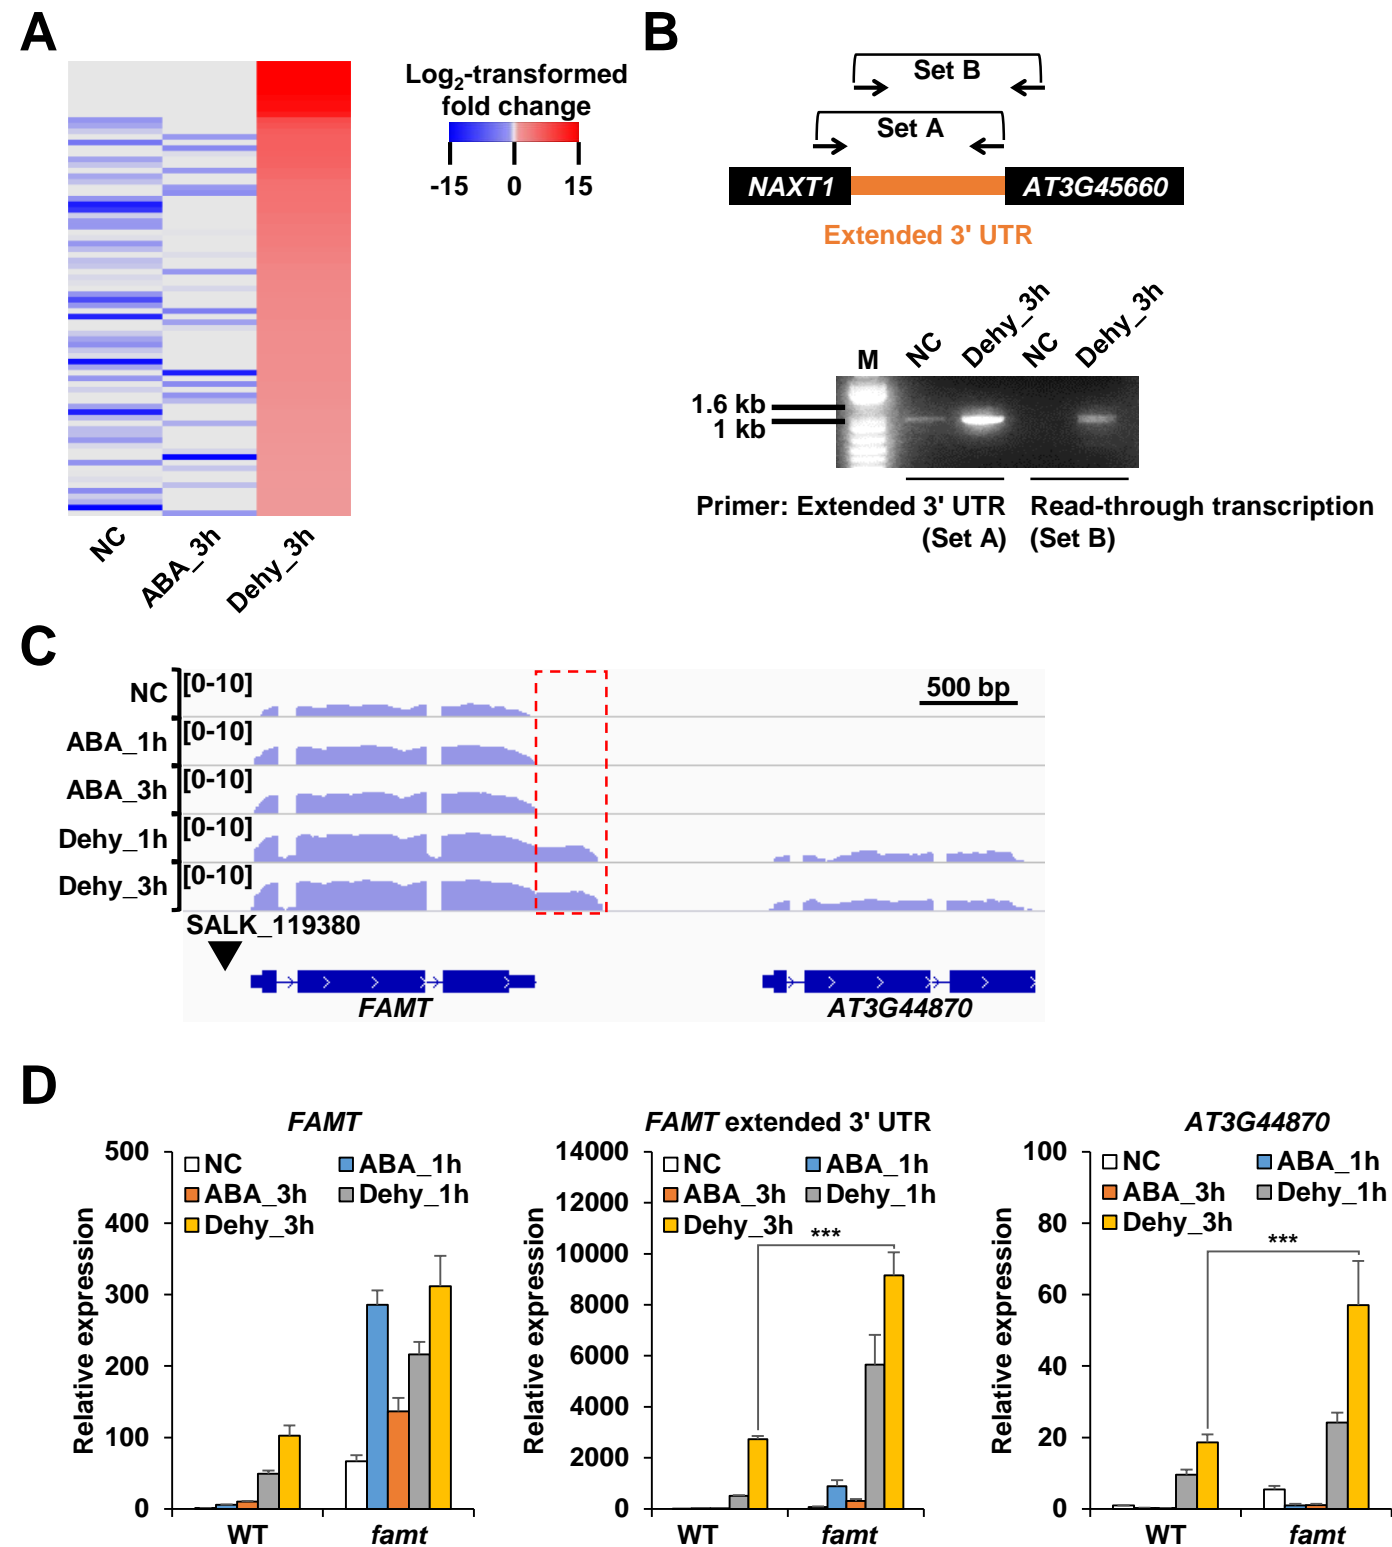 A
Log2-transformed
fold change
-15 0 15
NC
ABA_3h
Dehy_3h
B
Set B
Set A
NAXT1
AT3G45660
Extended 3' UTR
M
NC
Dehy_3h
NC
Dehy_3h
1.6 kb
1 kb
Primer: Extended 3' UTR
(Set A)
Read-through transcription
(Set B)
C
NC [0-10]
500 bp
ABA_1h [0-10]
ABA_3h [0-10]
Dehy_1h [0-10]
Dehy_3h [0-10]
SALK_119380
FAMT
AT3G44870
D
FAMT
Relative expression
500
400
300
200
100
0
NC
ABA_1h
ABA_3h
Dehy_1h
Dehy_3h
WT
famt
FAMT extended 3' UTR
Relative expression
14000
12000
10000
8000
6000
4000
2000
0
NC
ABA_1h
ABA_3h
Dehy_1h
Dehy_3h
***
WT
famt
AT3G44870
Relative expression
100
80
60
40
20
0
NC
ABA_1h
ABA_3h
Dehy_1h
Dehy_3h
***
WT
famt